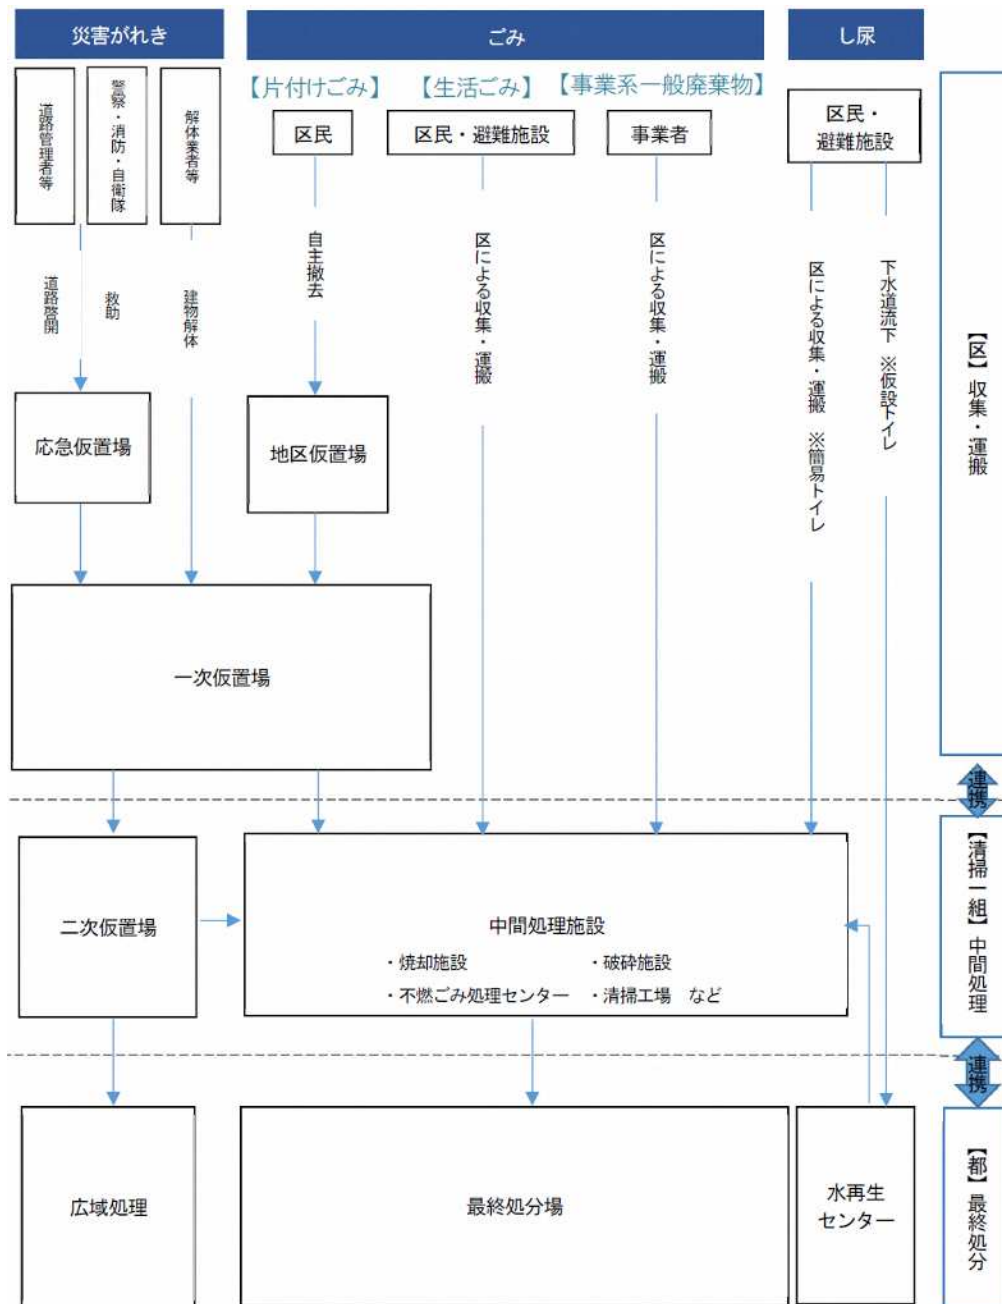 災害がれき
ごみ
し尿
【片付けごみ】
【生活ごみ】
【事業系一般廃棄物】
道路管理者等
警察・消防・自衛隊
解体業者等
区民
区民・避難施設
事業者
区民・
避難施設
道路啓開
救助
建物解体
自主撤去
区による収集・運搬
区による収集・運搬
区による収集・運搬 ※簡易トイレ
下水道流下 ※仮設トイレ
【区】収集・運搬
応急仮置場
地区仮置場
一次仮置場
連携
二次仮置場
中間処理施設
・焼却施設
・破砕施設
・不燃ごみ処理センター
・清掃工場 など
【清掃一組】中間処理
連携
広域処理
最終処分場
水再生
センター
【都】最終処分